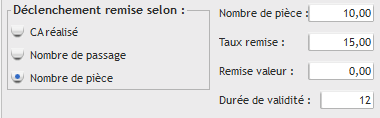 Déclenchement remise selon :
CA réalisé
Nombre de passage
Nombre de pièce
Nombre de pièce : 10,00
Taux remise : 15,00
Remise valeur : 0,00
Durée de validité : 12